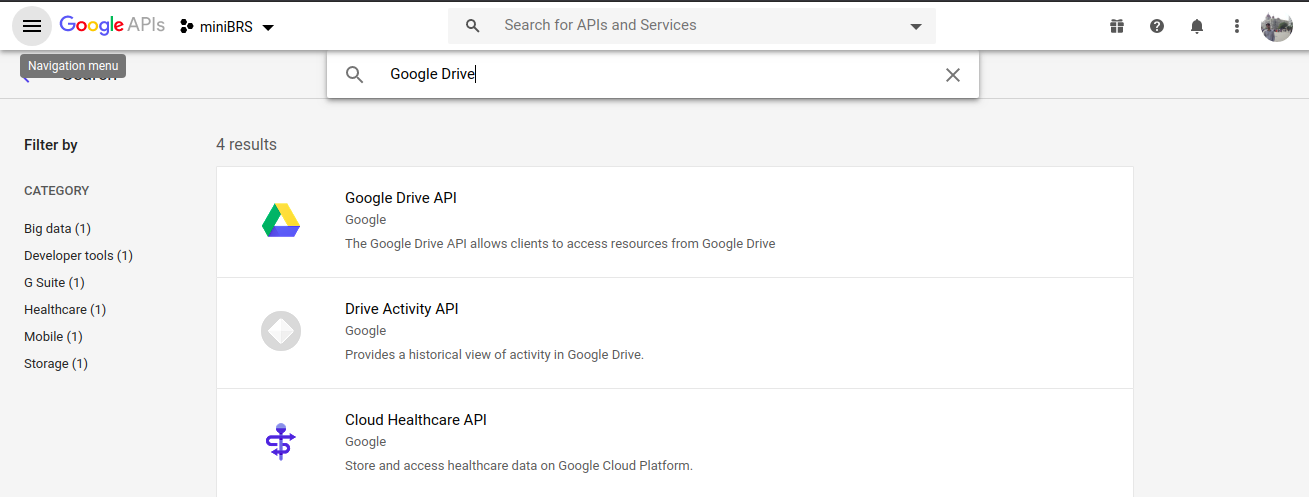 Google APIs
miniBRS
Search for APIs and Services
Navigation menu
Search
Google Drive
Filter by
CATEGORY
Big data (1)
Developer tools (1)
G Suite (1)
Healthcare (1)
Mobile (1)
Storage (1)
4 results
Google Drive API
Google
The Google Drive API allows clients to access resources from Google Drive
Drive Activity API
Google
Provides a historical view of activity in Google Drive.
Cloud Healthcare API
Google
Store and access healthcare data on Google Cloud Platform.